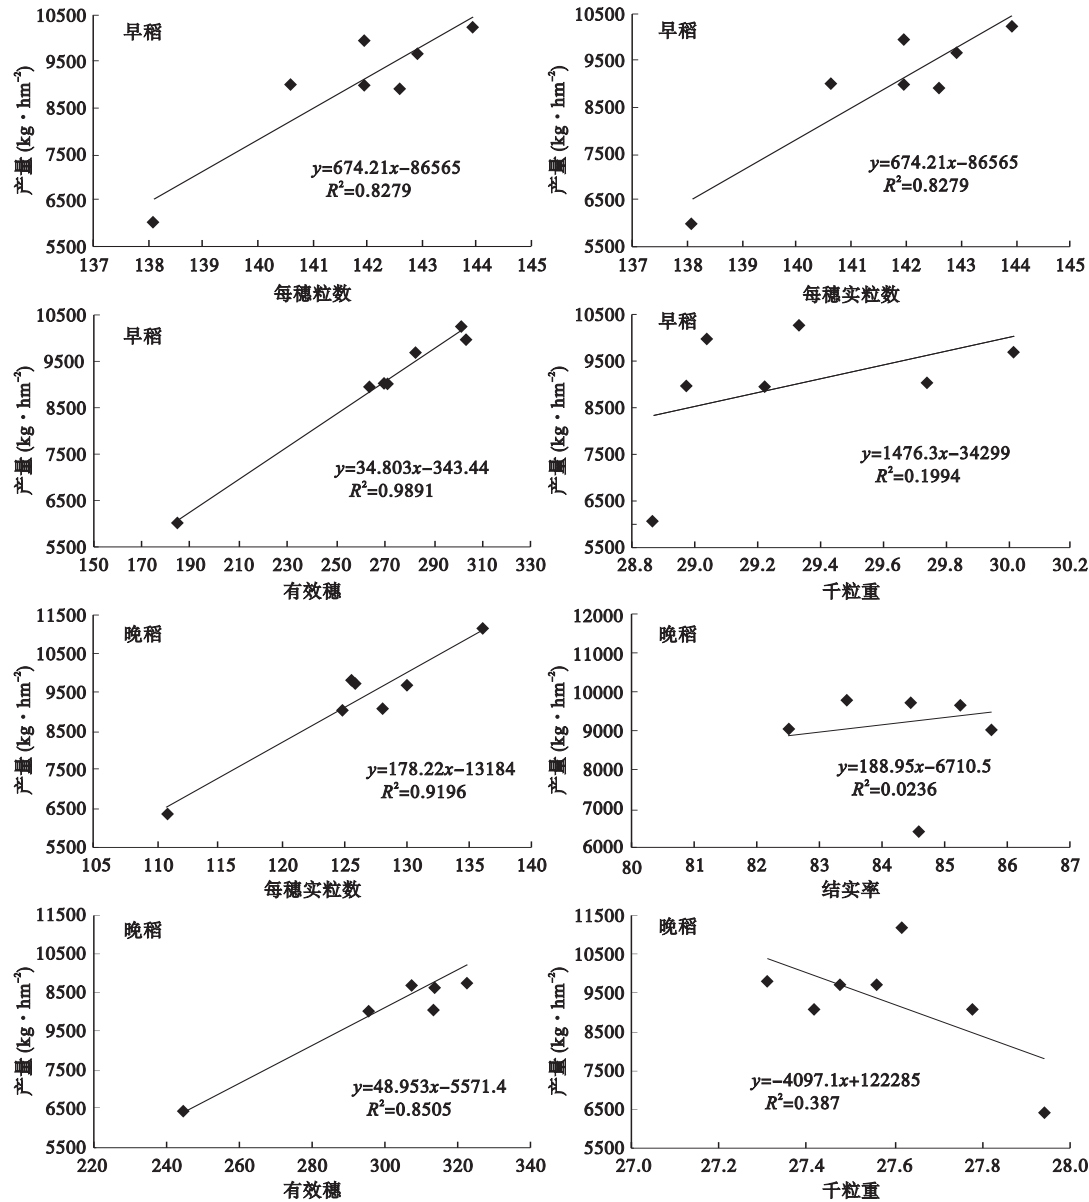 早稻
产量 (kg·hm⁻²)
10500
9500
8500
7500
6500
5500
y=674.21x−86565
R²=0.8279
137 138 139 140 141 142 143 144 145
每穗粒数
早稻
产量 (kg·hm⁻²)
10500
9500
8500
7500
6500
5500
y=674.21x−86565
R²=0.8279
137 138 139 140 141 142 143 144 145
每穗实粒数
早稻
产量 (kg·hm⁻²)
10500
9500
8500
7500
6500
5500
y=34.803x−343.44
R²=0.9891
150 170 190 210 230 250 270 290 310 330
有效穗
早稻
产量 (kg·hm⁻²)
10500
9500
8500
7500
6500
5500
y=1476.3x−34299
R²=0.1994
28.8 29.0 29.2 29.4 29.6 29.8 30.0 30.2
千粒重
晚稻
产量 (kg·hm⁻²)
11500
10500
9500
8500
7500
6500
5500
y=178.22x−13184
R²=0.9196
105 110 115 120 125 130 135 140
每穗实粒数
晚稻
产量 (kg·hm⁻²)
12000
11000
10000
9000
8000
7000
6000
y=188.95x−6710.5
R²=0.0236
80 81 82 83 84 85 86 87
结实率
晚稻
产量 (kg·hm⁻²)
11500
10500
8500
9500
7500
6500
5500
y=48.953x−5571.4
R²=0.8505
220 240 260 280 300 320 340
有效穗
晚稻
产量 (kg·hm⁻²)
11500
10500
9500
8500
7500
6500
5500
y=−4097.1x+122285
R²=0.387
27.0 27.2 27.4 27.6 27.8 28.0
千粒重